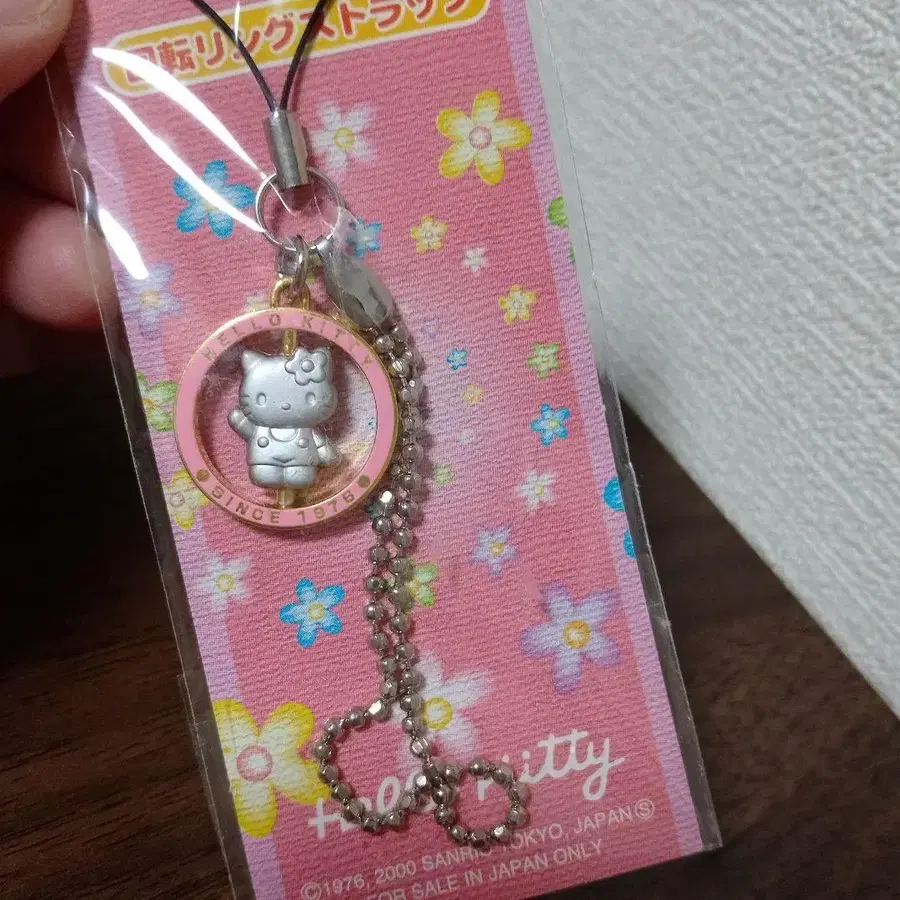 回転リングストラップ
HELLO KITTY
SINCE 1976
Hello Kitty
©1976, 2000 SANRIO, TOKYO, JAPAN Ⓢ
FOR SALE IN JAPAN ONLY